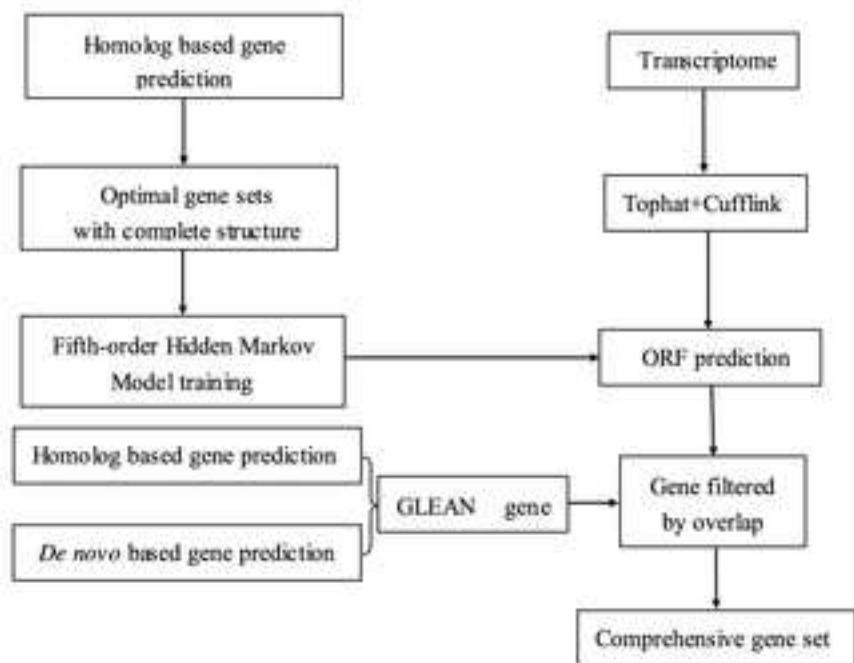 Homolog based gene
prediction
Transcriptome
Optimal gene sets
with complete structure
Tophat+Cufflink
Fifth-order Hidden Markov
Model training
ORF prediction
Homolog based gene prediction
GLEAN gene
Gene filtered
by overlap
De novo based gene prediction
Comprehensive gene set